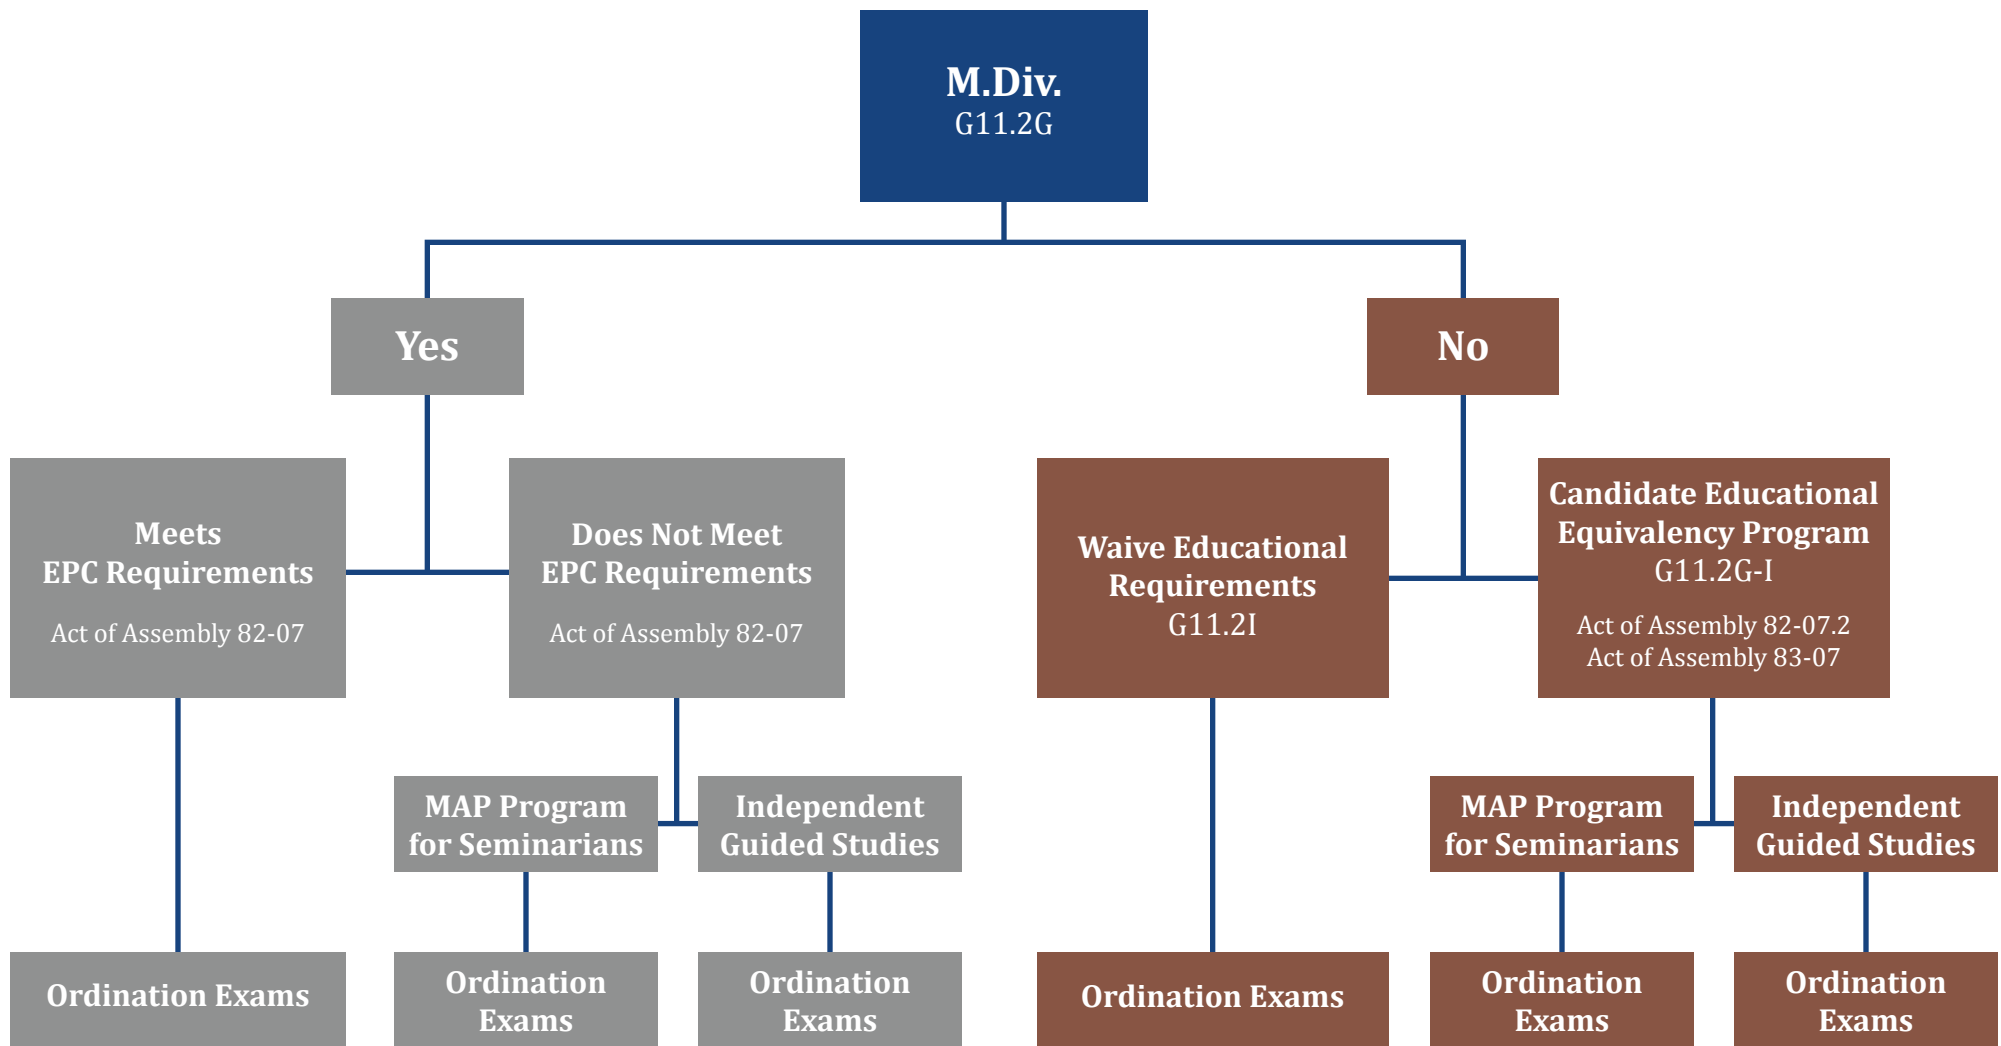 M.Div.
G11.2G
Yes
No
Meets
EPC Requirements
Act of Assembly 82-07
Does Not Meet
EPC Requirements
Act of Assembly 82-07
Waive Educational
Requirements
G11.2I
Candidate Educational
Equivalency Program
G11.2G-I
Act of Assembly 82-07.2
Act of Assembly 83-07
MAP Program
for Seminarians
Independent
Guided Studies
MAP Program
for Seminarians
Independent
Guided Studies
Ordination Exams
Ordination
Exams
Ordination
Exams
Ordination Exams
Ordination
Exams
Ordination
Exams